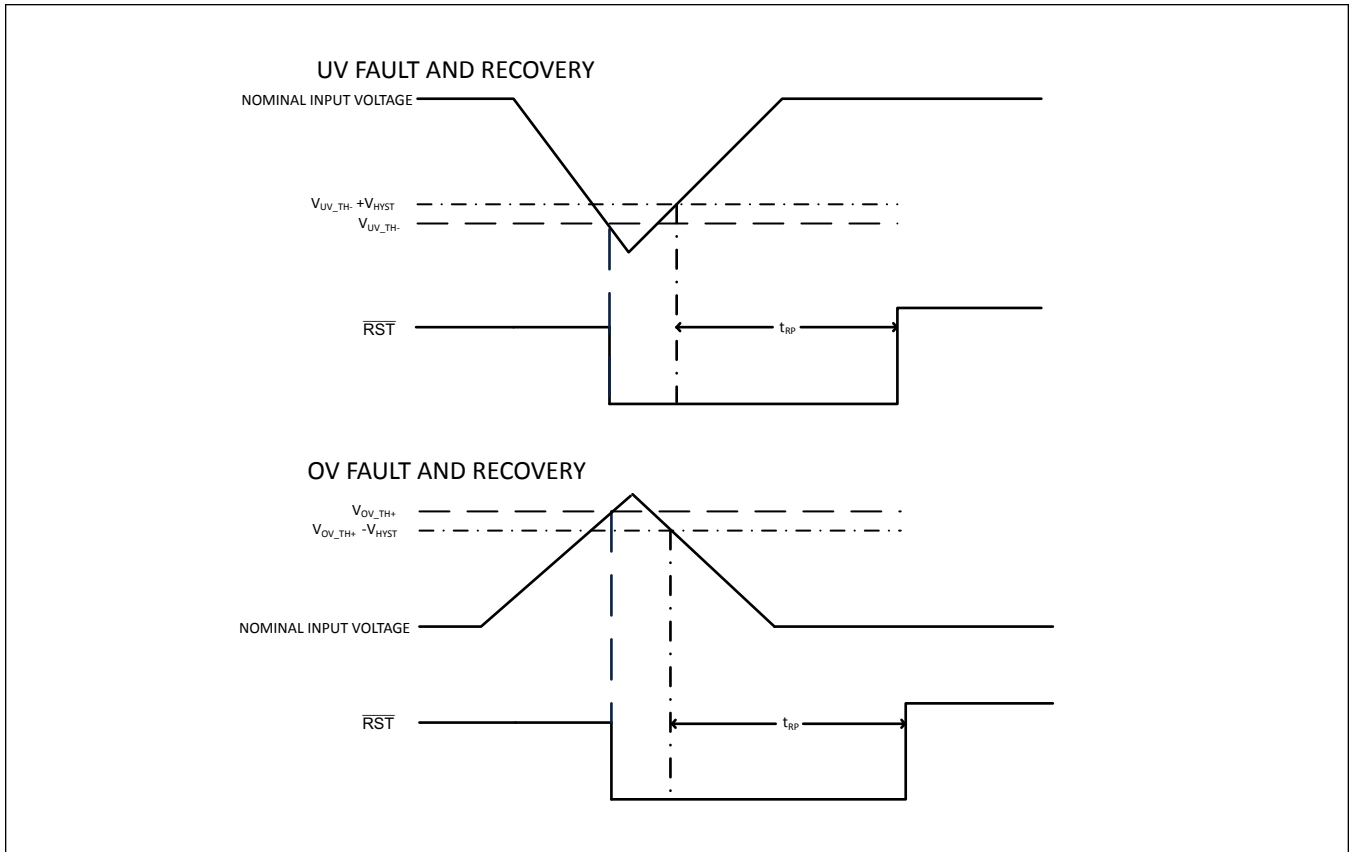 UV FAULT AND RECOVERY
NOMINAL INPUT VOLTAGE
VUV_TH- +VHYST
VUV_TH-
RST
tRP
OV FAULT AND RECOVERY
VOV_TH+
VOV_TH+ -VHYST
NOMINAL INPUT VOLTAGE
RST
tRP